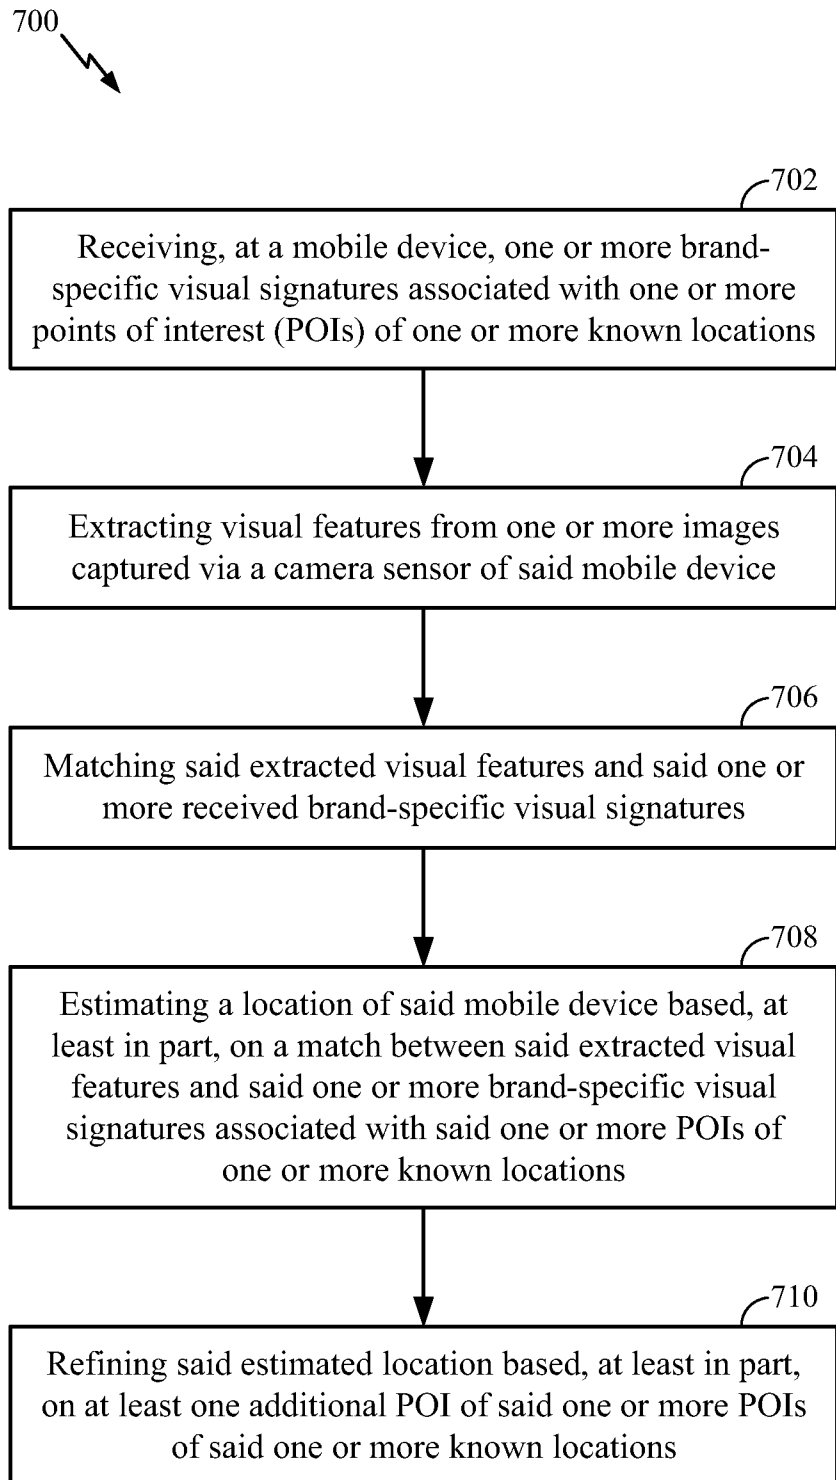 700
702
Receiving, at a mobile device, one or more brand-
specific visual signatures associated with one or more
points of interest (POIs) of one or more known locations
704
Extracting visual features from one or more images
captured via a camera sensor of said mobile device
706
Matching said extracted visual features and said one or
more received brand-specific visual signatures
708
Estimating a location of said mobile device based, at
least in part, on a match between said extracted visual
features and said one or more brand-specific visual
signatures associated with said one or more POIs of
one or more known locations
710
Refining said estimated location based, at least in part,
on at least one additional POI of said one or more POIs
of said one or more known locations